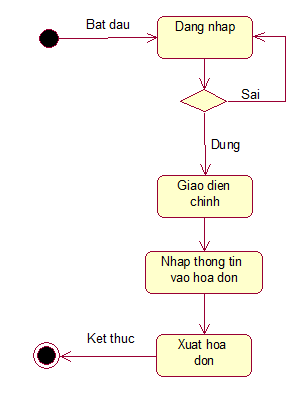 Bat dau
Dang nhap
Sai
Dung
Giao dien
chinh
Nhap thong tin
vao hoa don
Ket thuc
Xuat hoa
don